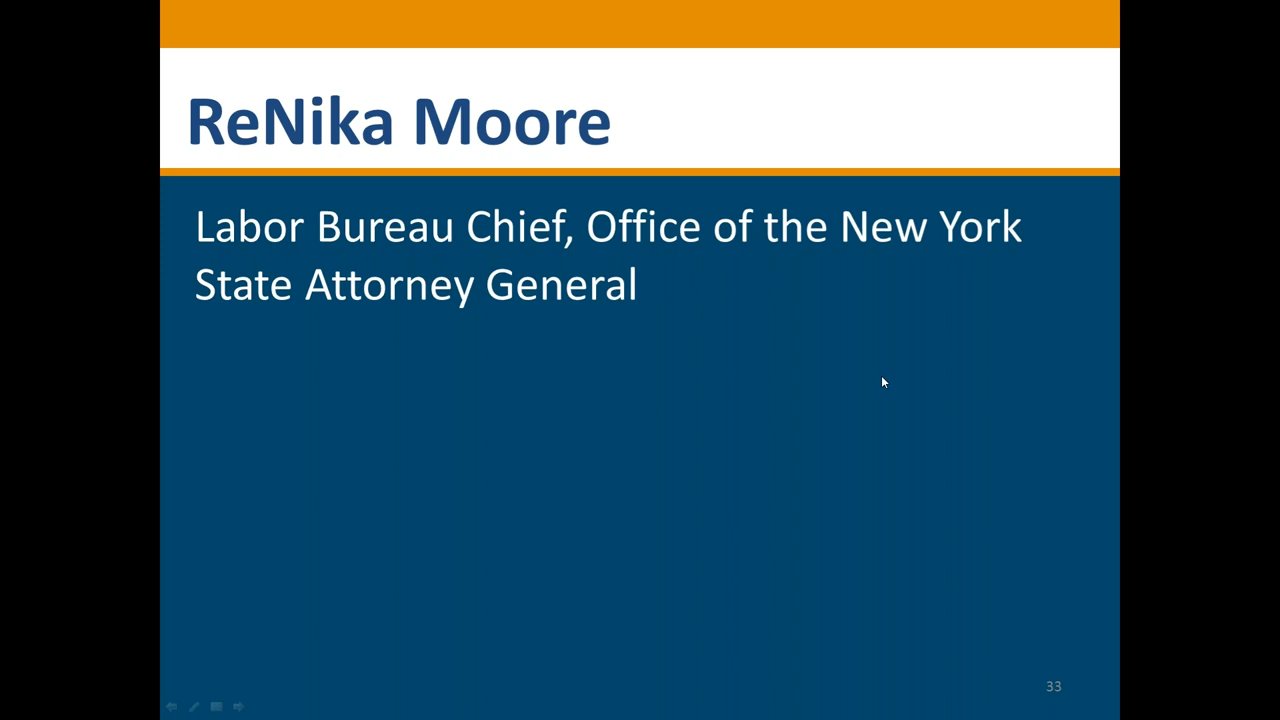 ReNika Moore
Labor Bureau Chief, Office of the New York
State Attorney General
33